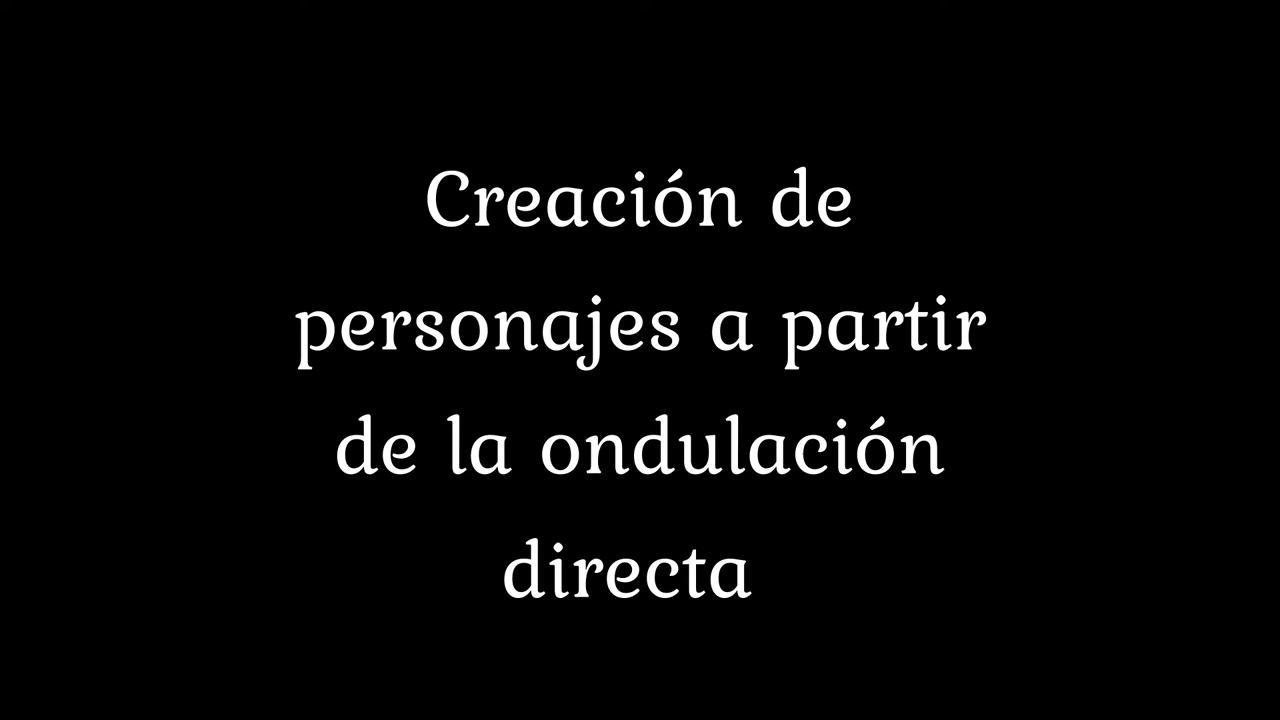 Creación de
personajes a partir
de la ondulación
directa